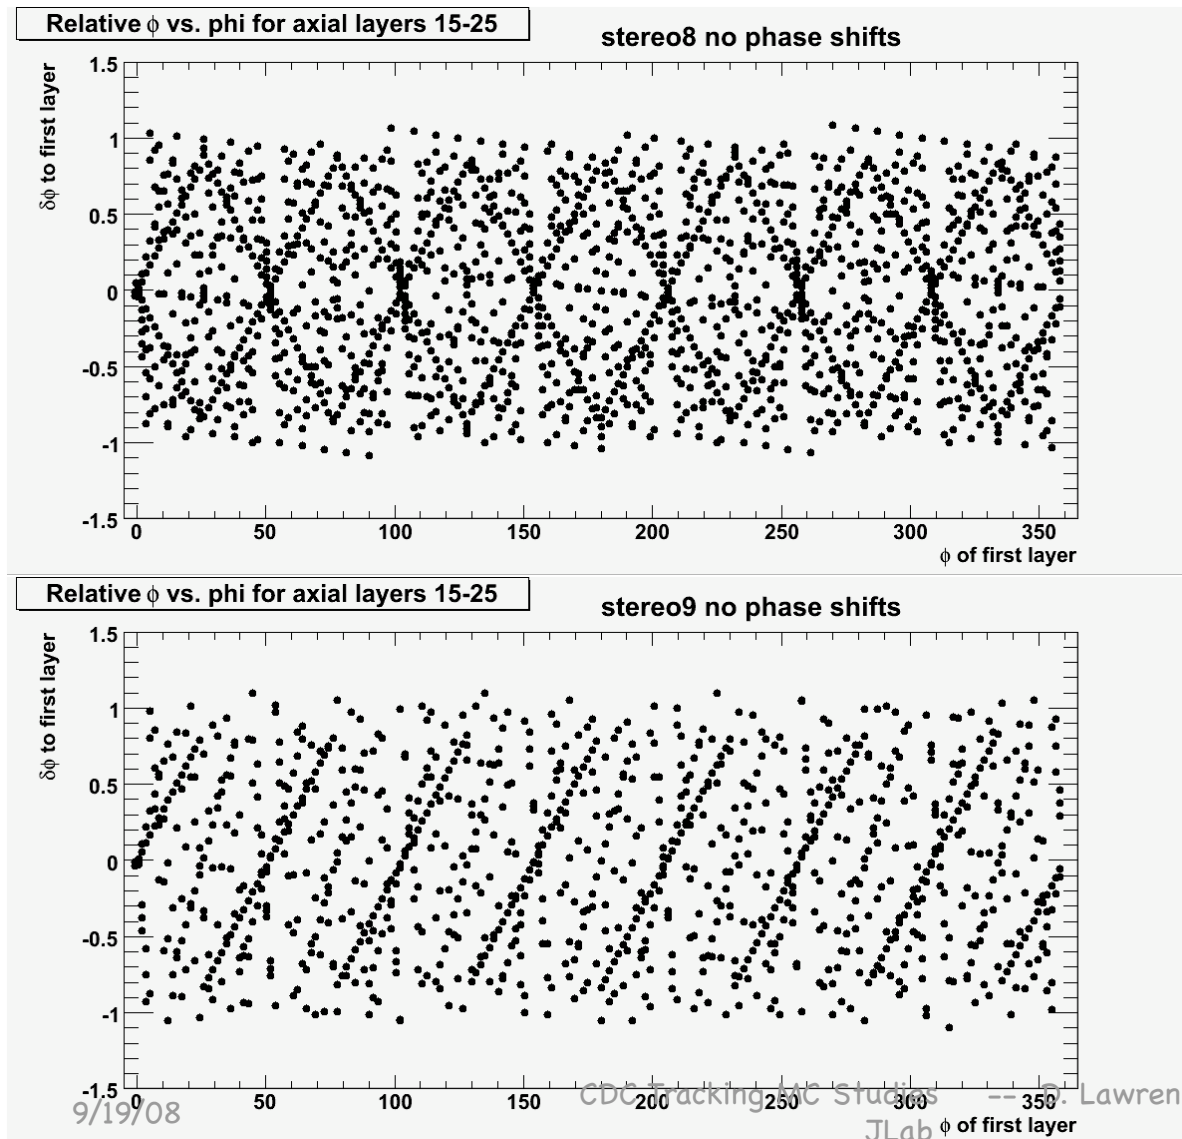 Relative ϕ vs. phi for axial layers 15-25
stereo8 no phase shifts
δϕ to first layer
1.5
1
0.5
0
-0.5
-1
-1.5
0 50 100 150 200 250 300 350
ϕ of first layer
Relative ϕ vs. phi for axial layers 15-25
stereo9 no phase shifts
δϕ to first layer
1.5
1
0.5
0
-0.5
-1
-1.5
0 50 100 150 200 250 300 350
ϕ of first layer
9/19/08
CDC Tracking MC Studies -- D. Lawren
JLab